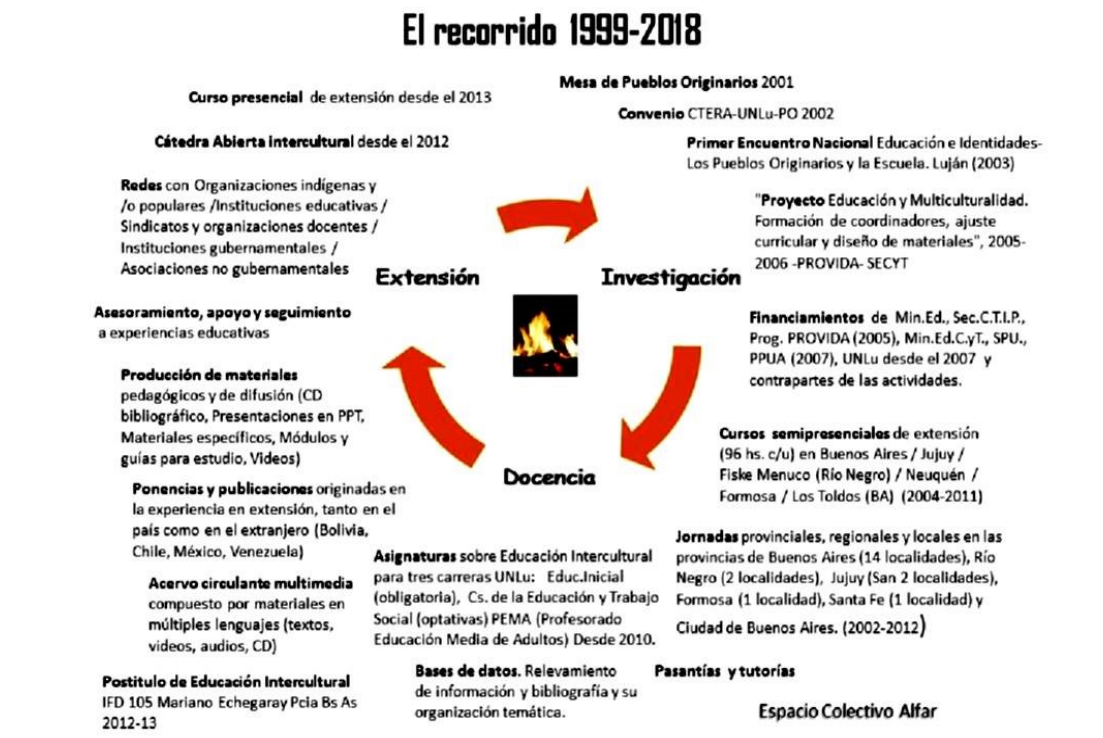 El recorrido 1999-2018
Mesa de Pueblos Originarios 2001
Convenio CTERA-UNLu-PO 2002
Primer Encuentro Nacional Educación e Identidades-
Los Pueblos Originarios y la Escuela. Luján (2003)
"Proyecto Educación y Multiculturalidad.
Formación de coordinadores, ajuste
curricular y diseño de materiales", 2005-
2006 -PROVIDA- SECYT
Investigación
Financiamientos de Min.Ed., Sec.C.T.I.P.,
Prog. PROVIDA (2005), Min.Ed.C.yT., SPU.,
PPUA (2007), UNLu desde el 2007 y
contrapartes de las actividades.
Cursos semipresenciales de extensión
(96 hs. c/u) en Buenos Aires / Jujuy /
Fiske Menuco (Río Negro) / Neuquén /
Formosa / Los Toldos (BA) (2004-2011)
Jornadas provinciales, regionales y locales en las
provincias de Buenos Aires (14 localidades), Río
Negro (2 localidades), Jujuy (San 2 localidades),
Formosa (1 localidad), Santa Fe (1 localidad) y
Ciudad de Buenos Aires. (2002-2012)
Pasantías y tutorías
Espacio Colectivo Alfar
Docencia
Asignaturas sobre Educación Intercultural
para tres carreras UNLu: Educ.Inicial
(obligatoria), Cs. de la Educación y Trabajo
Social (optativas) PEMA (Profesorado
Educación Media de Adultos) Desde 2010.
Bases de datos. Relevamiento
de información y bibliografía y su
organización temática.
Curso presencial de extensión desde el 2013
Cátedra Abierta Intercultural desde el 2012
Redes con Organizaciones indígenas y
/o populares /Instituciones educativas /
Sindicatos y organizaciones docentes /
Instituciones gubernamentales /
Asociaciones no gubernamentales
Extensión
Asesoramiento, apoyo y seguimiento
a experiencias educativas
Producción de materiales
pedagógicos y de difusión (CD
bibliográfico, Presentaciones en PPT,
Materiales específicos, Módulos y
guías para estudio, Videos)
Ponencias y publicaciones originadas en
la experiencia en extensión, tanto en el
país como en el extranjero (Bolivia,
Chile, México, Venezuela)
Acervo circulante multimedia
compuesto por materiales en
múltiples lenguajes (textos,
videos, audios, CD)
Postitulo de Educación Intercultural
IFD 105 Mariano Echegaray Pcia Bs As
2012-13